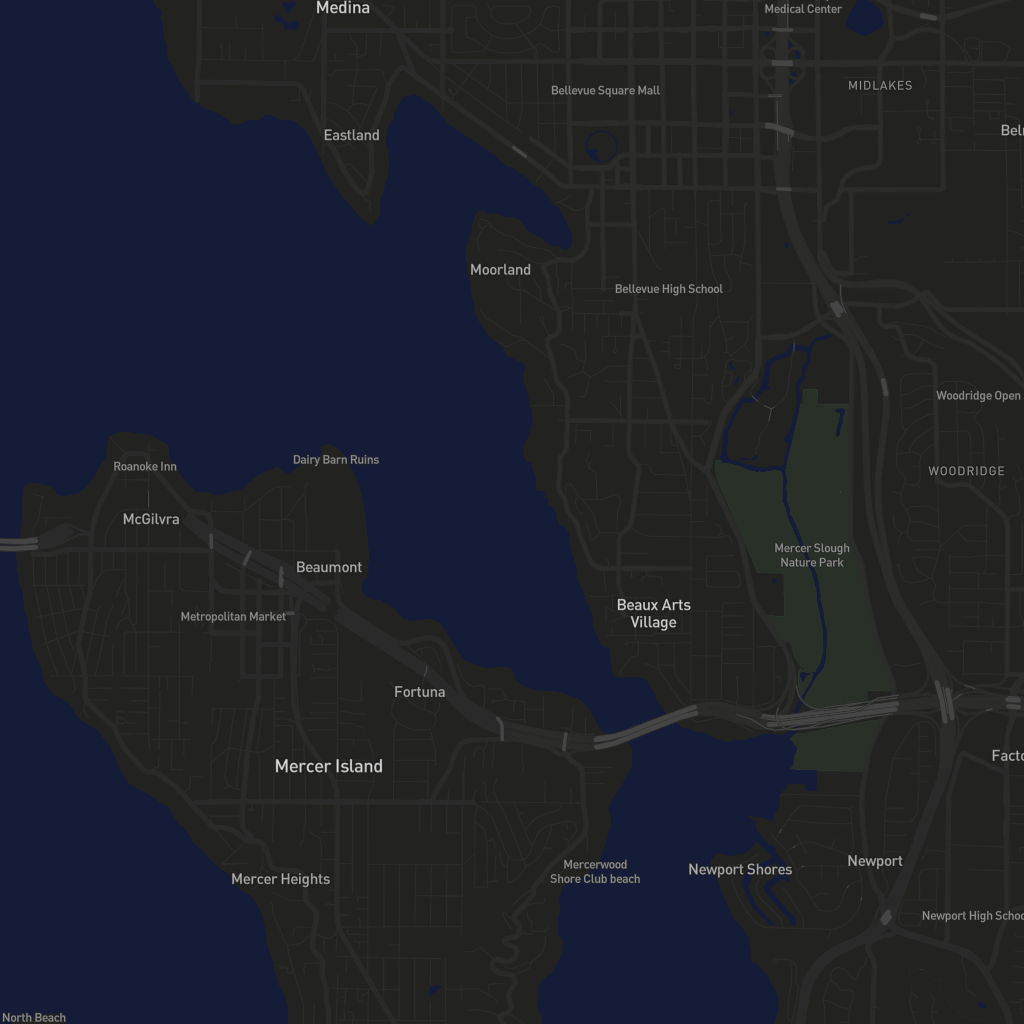 Medina
Medical Center
MIDLAKES
Bellevue Square Mall
Eastland
Moorland
Bellevue High School
Woodridge Open
WOODRIDGE
Roanoke Inn
Dairy Barn Ruins
McGilvra
Mercer Slough
Nature Park
Beaumont
Metropolitan Market
Beaux Arts
Village
Fortuna
Mercer Island
Mercerwood
Shore Club beach
Newport Shores
Newport
Mercer Heights
Newport High Schoo
North Beach